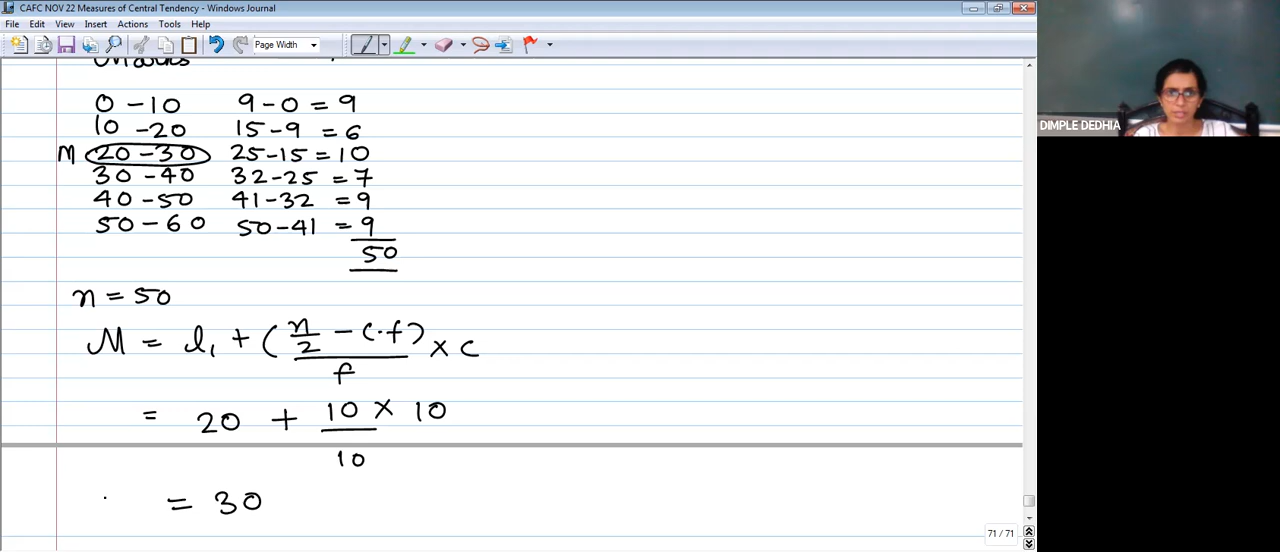 CAFC NOV 22 Measures of Central Tendency - Windows Journal
File Edit View Insert Actions Tools Help
Page Width
Marks
0 - 10 9 - 0 = 9
10 - 20 15 - 9 = 6
M 20 - 30 25 - 15 = 10
30 - 40 32 - 25 = 7
40 - 50 41 - 32 = 9
50 - 60 50 - 41 = 9
50
n = 50
M = l₁ + (n/2 - c.f) / f × c
= 20 + 10 / 10 × 10
= 30
71 / 71
DIMPLE DEDHIA